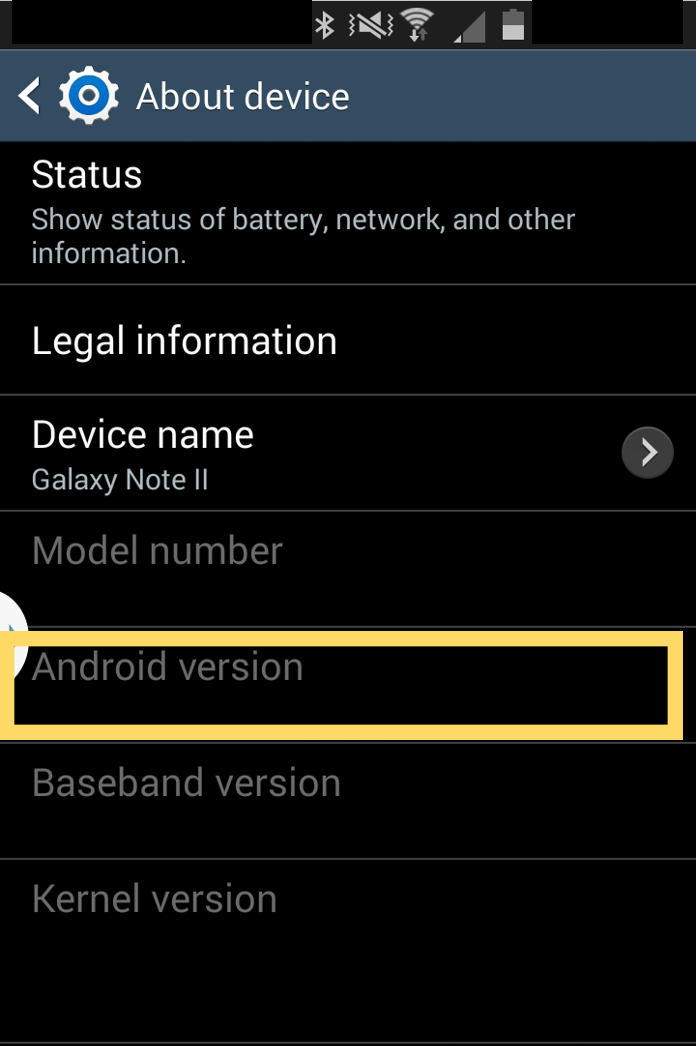 About device
Status
Show status of battery, network, and other
information.
Legal information
Device name
Galaxy Note II
Model number
Android version
Baseband version
Kernel version